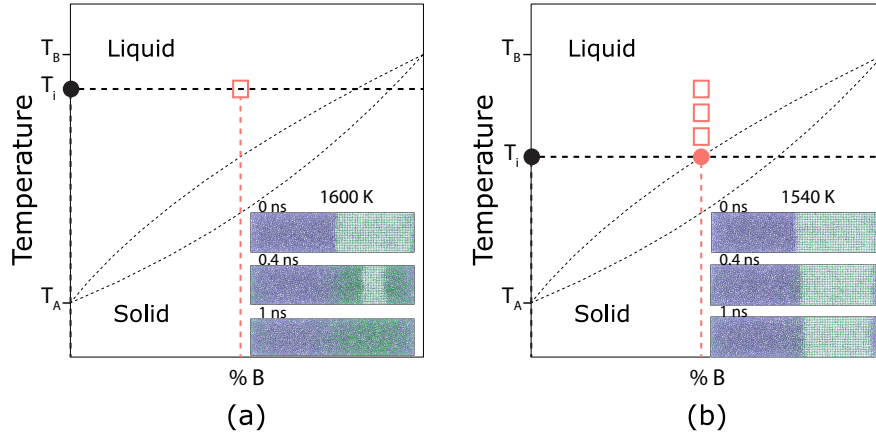 T_B
Liquid
T_i
Temperature
1600 K
0 ns
0.4 ns
1 ns
T_A
Solid
% B
(a)
T_B
Liquid
T_i
Temperature
1540 K
0 ns
0.4 ns
1 ns
T_A
Solid
% B
(b)